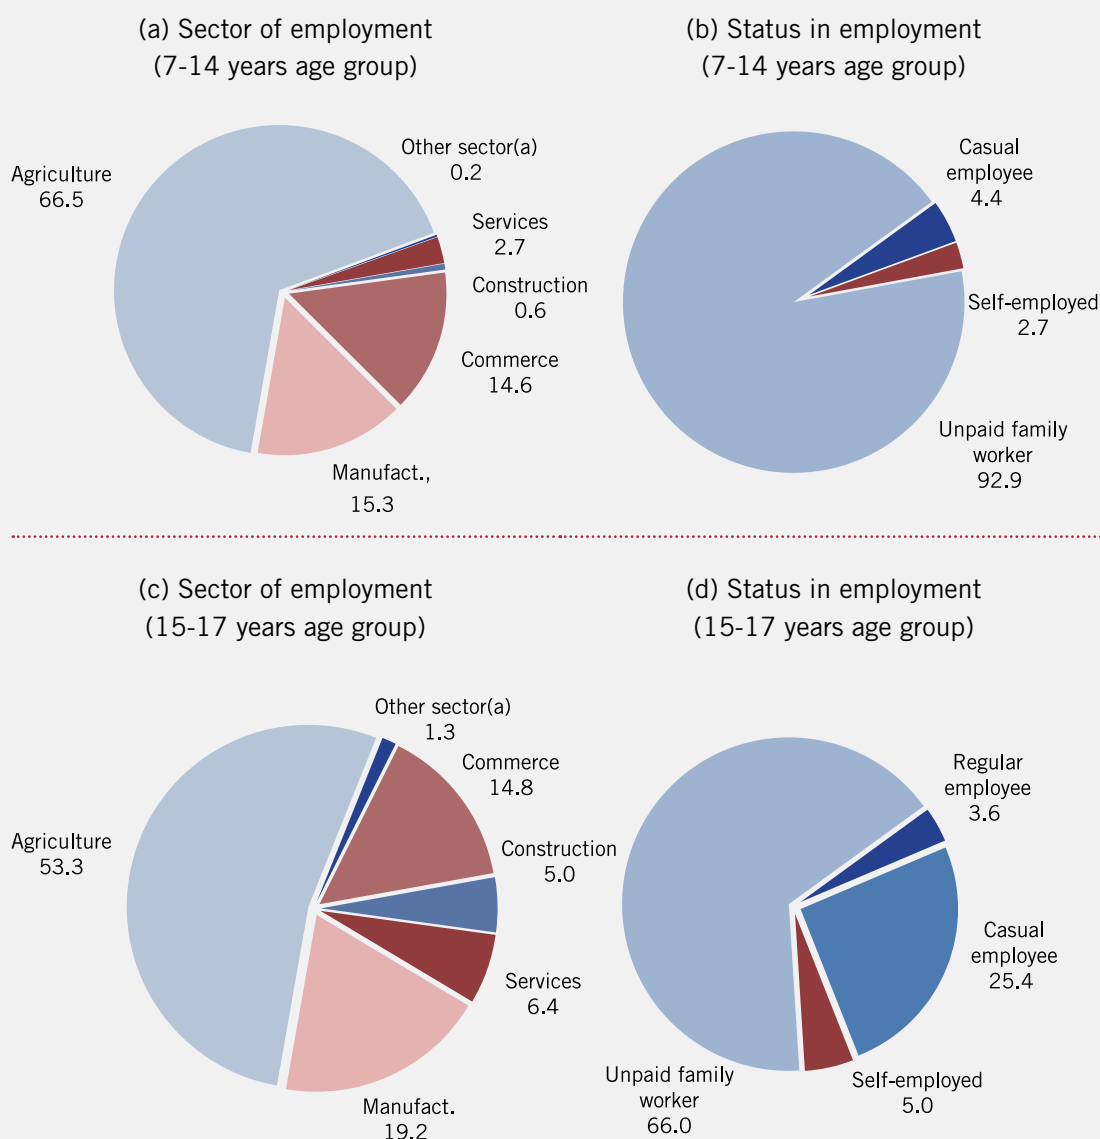 (a) Sector of employment
(7-14 years age group)
Agriculture
66.5
Other sector(a)
0.2
Services
2.7
Construction
0.6
Commerce
14.6
Manufact.,
15.3
(b) Status in employment
(7-14 years age group)
Casual
employee
4.4
Self-employed
2.7
Unpaid family
worker
92.9
(c) Sector of employment
(15-17 years age group)
Other sector(a)
1.3
Commerce
14.8
Agriculture
53.3
Construction
5.0
Services
6.4
Manufact.
19.2
(d) Status in employment
(15-17 years age group)
Regular
employee
3.6
Casual
employee
25.4
Self-employed
5.0
Unpaid family
worker
66.0